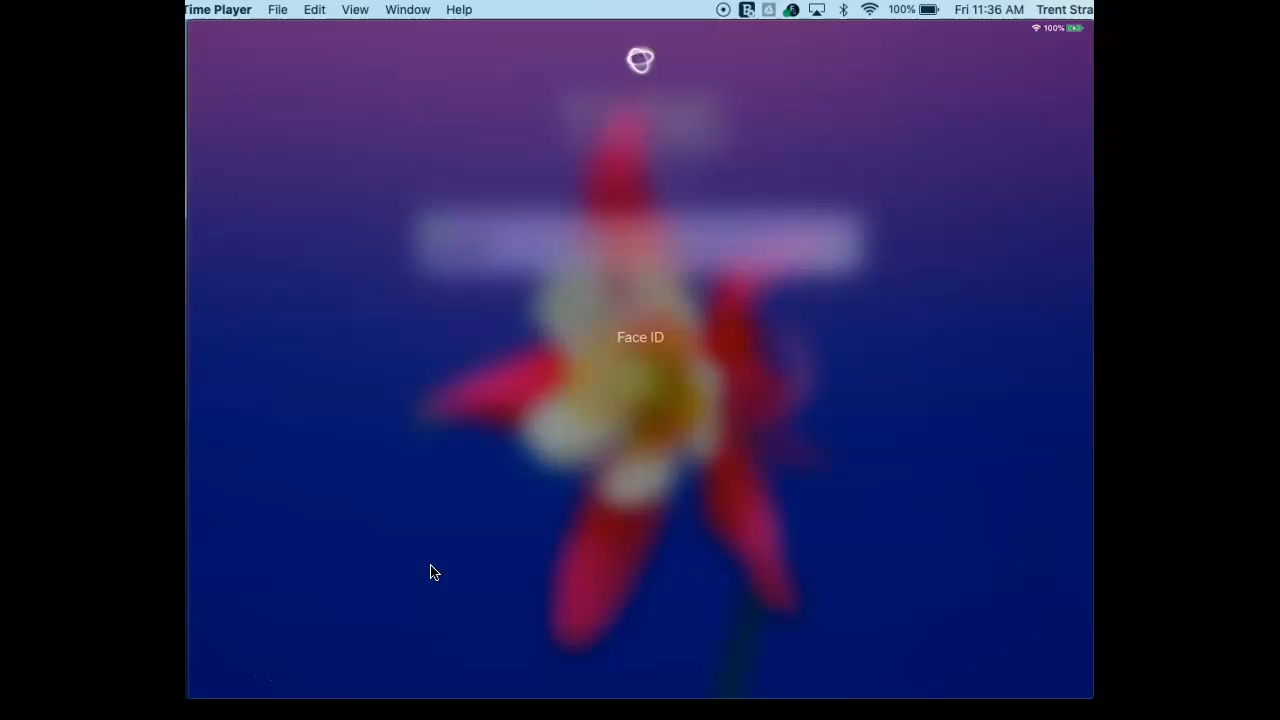 Time Player File Edit View Window Help 100% Fri 11:36 AM Trent Stra
100%
Face ID